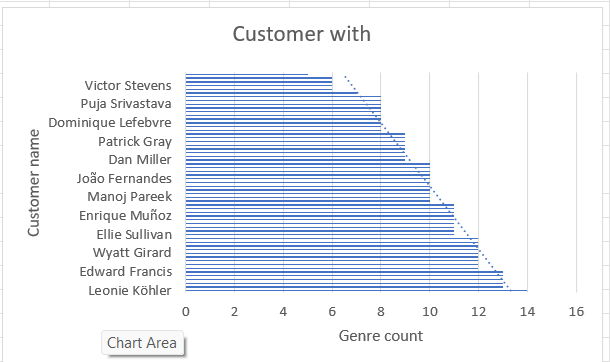 Customer with
Customer name
Victor Stevens
Puja Srivastava
Dominique Lefebvre
Patrick Gray
Dan Miller
João Fernandes
Manoj Pareek
Enrique Muñoz
Ellie Sullivan
Wyatt Girard
Edward Francis
Leonie Köhler
0 2 4 6 8 10 12 14 16
Genre count
Chart Area